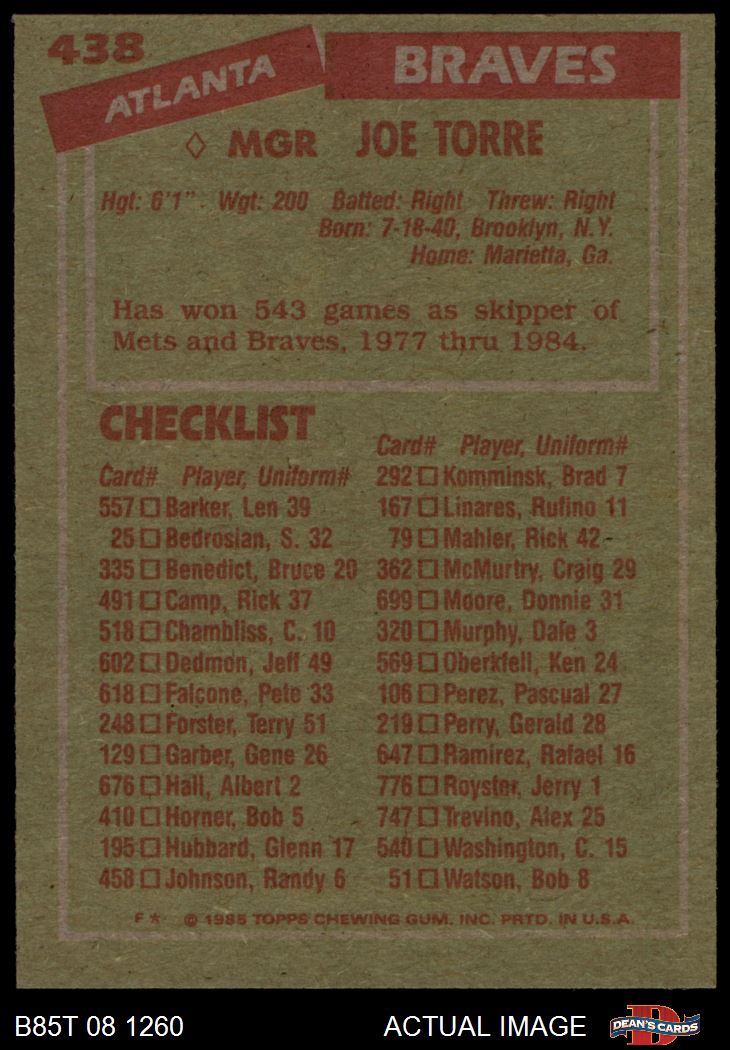 438
ATLANTA BRAVES
MGR JOE TORRE
Hgt: 6'1" Wgt: 200 Batted: Right Threw: Right
Born: 7-18-40, Brooklyn, N.Y.
Home: Marietta, Ga.
Has won 543 games as skipper of
Mets and Braves, 1977 thru 1984.
CHECKLIST
Card# Player, Uniform#
557 Barker, Len 39
25 Bedrosian, S. 32
335 Benedict, Bruce 20
491 Camp, Rick 37
518 Chambliss, C. 10
602 Dedmon, Jeff 49
618 Falcone, Pete 33
248 Forster, Terry 51
129 Garber, Gene 26
676 Hall, Albert 2
410 Horner, Bob 5
195 Hubbard, Glenn 17
458 Johnson, Randy 6
Card# Player, Uniform#
292 Komminsk, Brad 7
167 Linares, Rufino 11
79 Mahler, Rick 42
362 McMurtry, Craig 29
699 Moore, Donnie 31
320 Murphy, Dale 3
569 Oberkfell, Ken 24
106 Perez, Pascual 27
219 Perry, Gerald 28
647 Ramirez, Rafael 16
776 Royster, Jerry 1
747 Trevino, Alex 25
540 Washington, C. 15
51 Watson, Bob 8
F* © 1985 TOPPS CHEWING GUM, INC. PRTD. IN U.S.A.
B85T 08 1260 ACTUAL IMAGE
D
DEAN'S CARDS